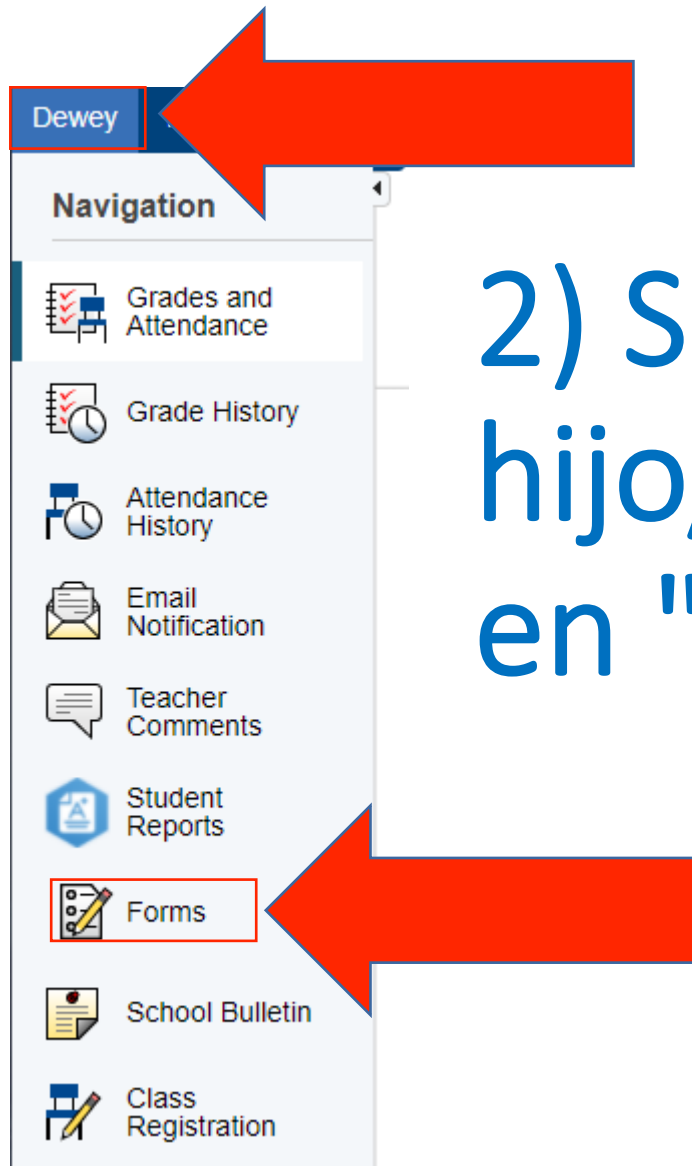 Dewey
Navigation
Grades and
Attendance
Grade History
Attendance
History
Email
Notification
Teacher
Comments
Student
Reports
Forms
School Bulletin
Class
Registration
2) S
hijo/
en "